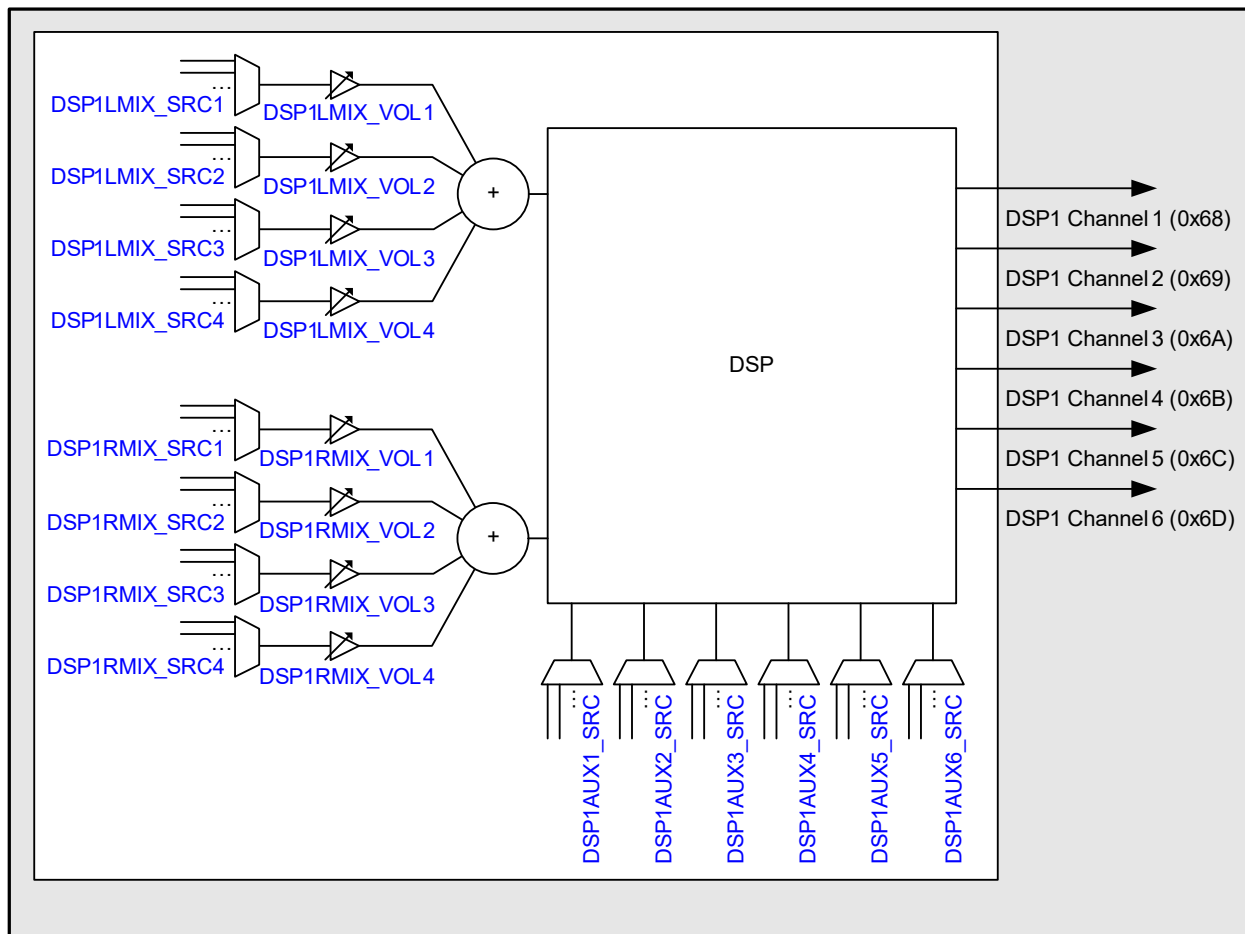 DSP1LMIX_SRC1
DSP1LMIX_VOL1
DSP1LMIX_SRC2
DSP1LMIX_VOL2
DSP1LMIX_SRC3
DSP1LMIX_VOL3
DSP1LMIX_SRC4
DSP1LMIX_VOL4
+
DSP1RMIX_SRC1
DSP1RMIX_VOL1
DSP1RMIX_SRC2
DSP1RMIX_VOL2
DSP1RMIX_SRC3
DSP1RMIX_VOL3
DSP1RMIX_SRC4
DSP1RMIX_VOL4
+
DSP
DSP1 Channel 1 (0x68)
DSP1 Channel 2 (0x69)
DSP1 Channel 3 (0x6A)
DSP1 Channel 4 (0x6B)
DSP1 Channel 5 (0x6C)
DSP1 Channel 6 (0x6D)
DSP1AUX1_SRC
DSP1AUX2_SRC
DSP1AUX3_SRC
DSP1AUX4_SRC
DSP1AUX5_SRC
DSP1AUX6_SRC